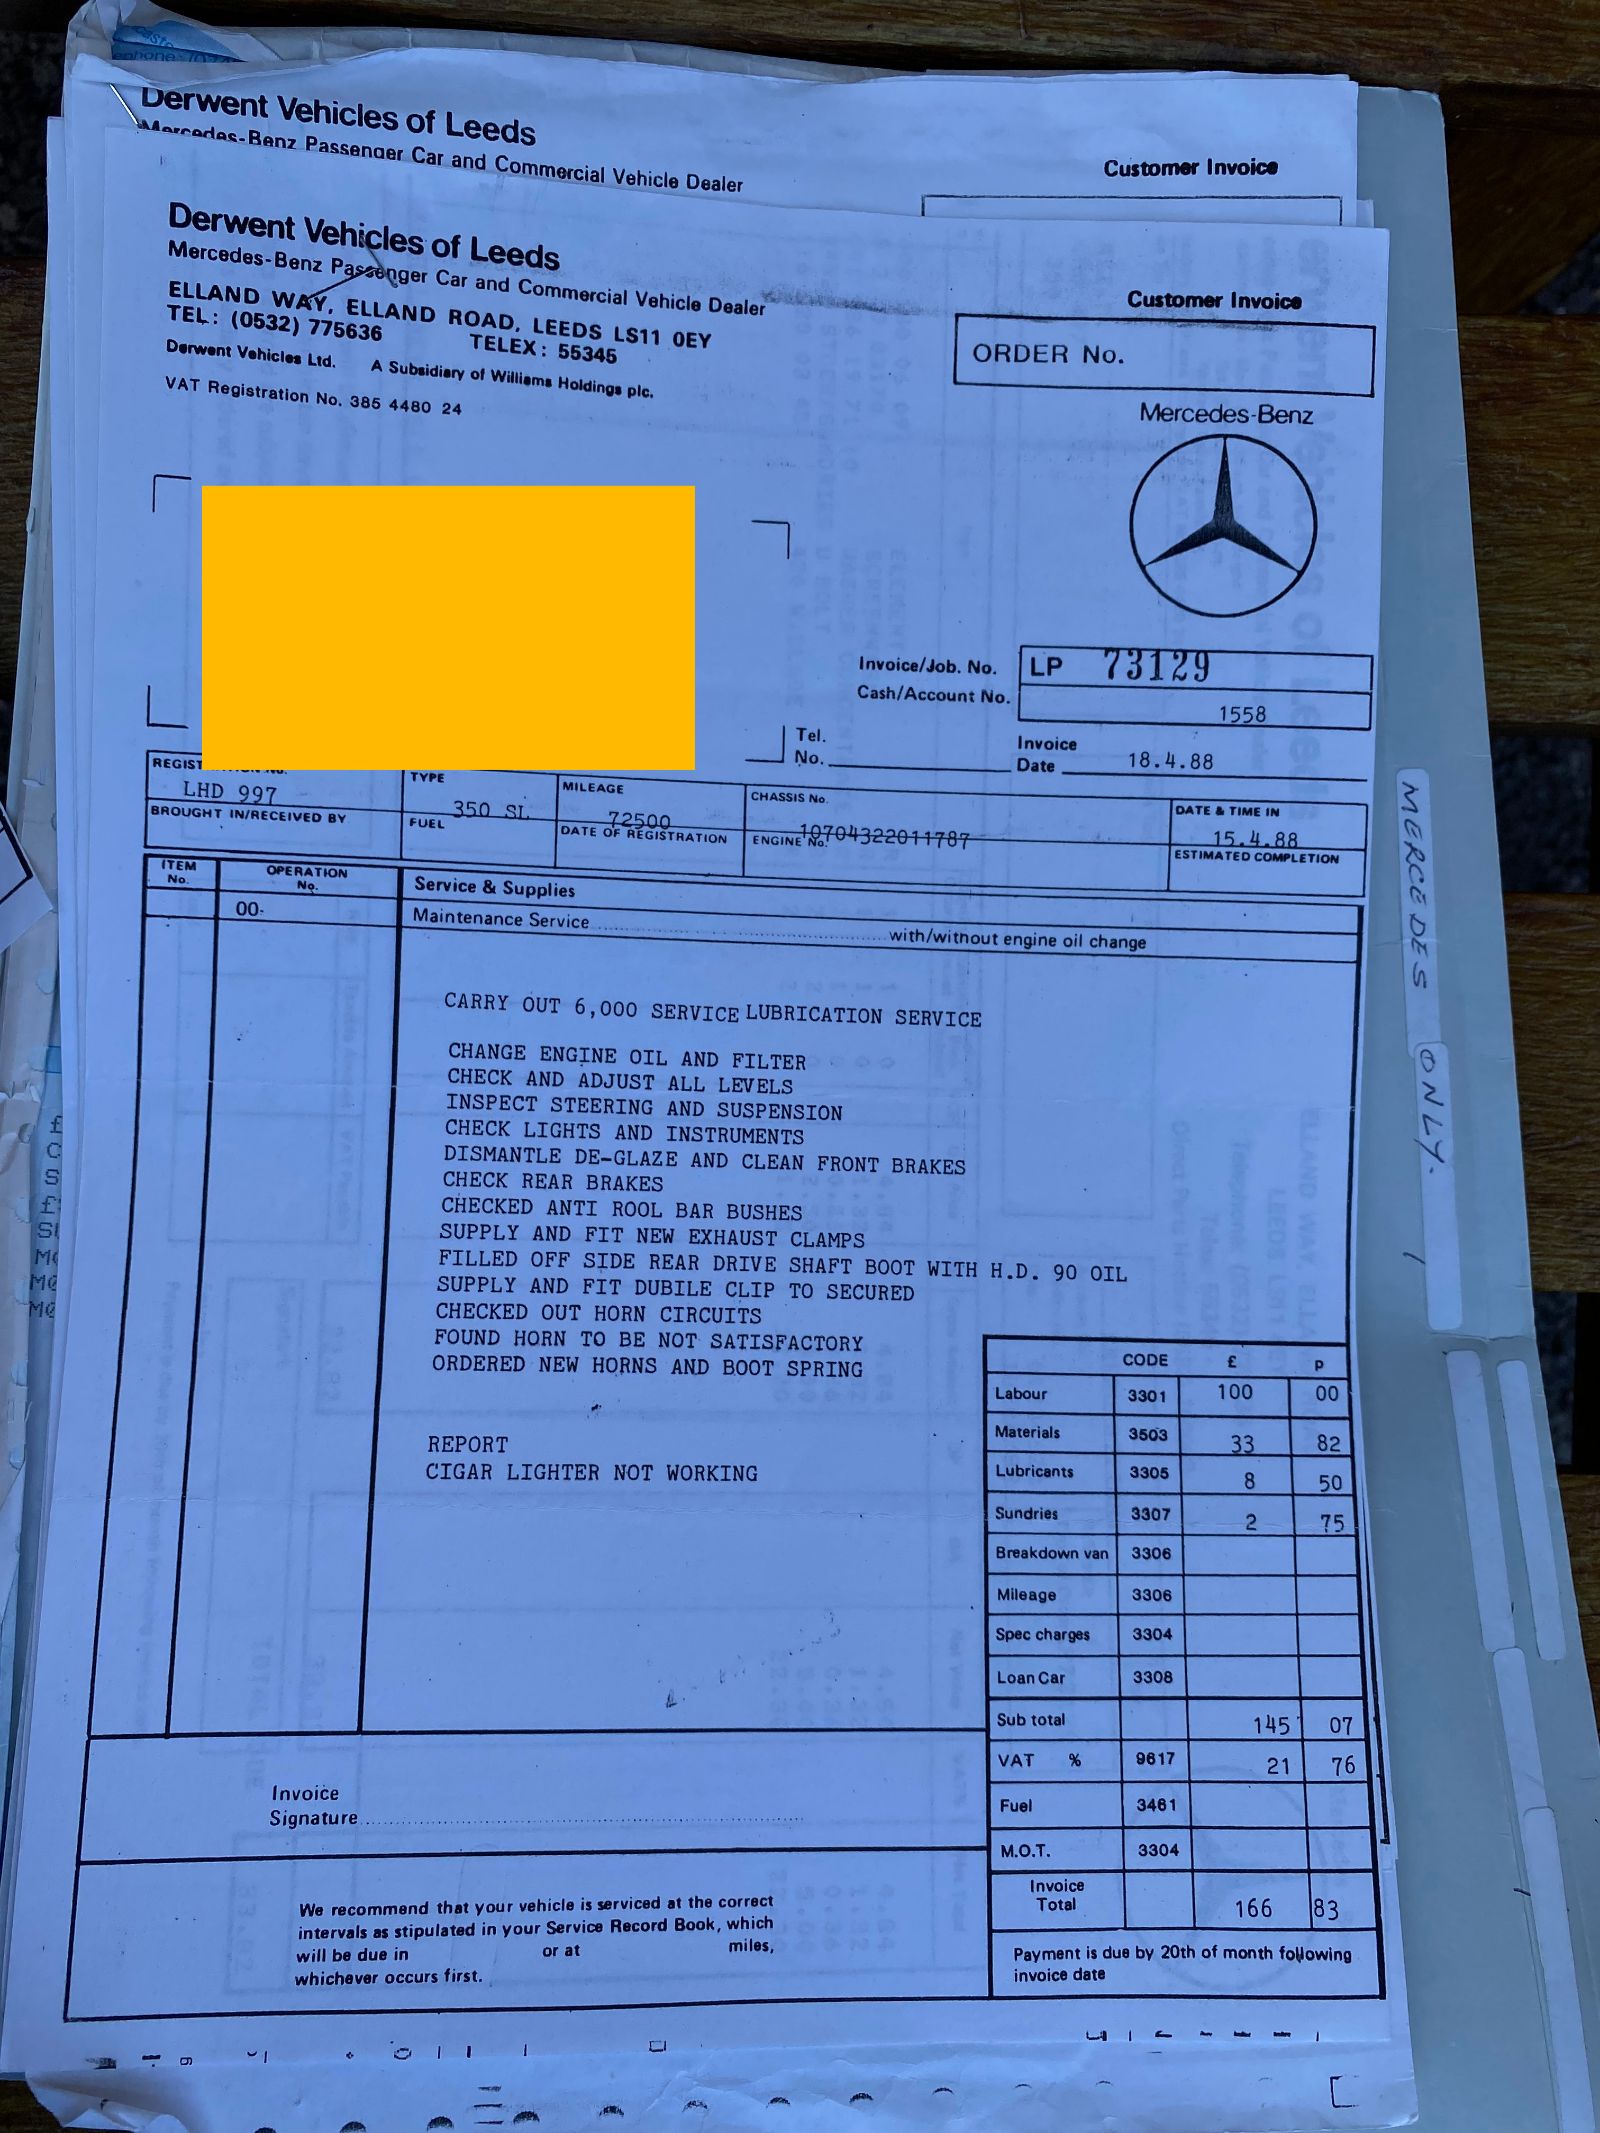 Derwent Vehicles of Leeds
Mercedes-Benz Passenger Car and Commercial Vehicle Dealer
Customer Invoice
Derwent Vehicles of Leeds
Mercedes-Benz Passenger Car and Commercial Vehicle Dealer
ELLAND WAY, ELLAND ROAD, LEEDS LS11 0EY
TEL: (0532) 775636 TELEX: 55345
Derwent Vehicles Ltd. A Subsidiary of Williams Holdings plc.
VAT Registration No. 385 4480 24
Customer Invoice
ORDER No.
Mercedes-Benz
Invoice/Job. No. LP 73129
Cash/Account No. 1558
Tel. No.
Invoice Date 18.4.88
REGISTRATION No. LHD 997
TYPE 350 SL
MILEAGE 72500
CHASSIS No. 10704322011787
DATE & TIME IN 15.4.88
BROUGHT IN/RECEIVED BY
FUEL
DATE OF REGISTRATION
ENGINE No.
ESTIMATED COMPLETION
ITEM No. OPERATION No. Service & Supplies
00- Maintenance Service with/without engine oil change
CARRY OUT 6,000 SERVICE LUBRICATION SERVICE
CHANGE ENGINE OIL AND FILTER
CHECK AND ADJUST ALL LEVELS
INSPECT STEERING AND SUSPENSION
CHECK LIGHTS AND INSTRUMENTS
DISMANTLE DE-GLAZE AND CLEAN FRONT BRAKES
CHECK REAR BRAKES
CHECKED ANTI ROOL BAR BUSHES
SUPPLY AND FIT NEW EXHAUST CLAMPS
FILLED OFF SIDE REAR DRIVE SHAFT BOOT WITH H.D. 90 OIL
SUPPLY AND FIT DUBILE CLIP TO SECURED
CHECKED OUT HORN CIRCUITS
FOUND HORN TO BE NOT SATISFACTORY
ORDERED NEW HORNS AND BOOT SPRING
REPORT
CIGAR LIGHTER NOT WORKING
CODE £ P
Labour 3301 100 00
Materials 3503 33 82
Lubricants 3305 8 50
Sundries 3307 2 75
Breakdown van 3306
Mileage 3306
Spec charges 3304
Loan Car 3308
Sub total 145 07
VAT % 9617 21 76
Fuel 3461
M.O.T. 3304
Invoice Total 166 83
Payment is due by 20th of month following
invoice date
Invoice
Signature
We recommend that your vehicle is serviced at the correct
intervals as stipulated in your Service Record Book, which
will be due in or at miles,
whichever occurs first.
MERCEDES ONLY.